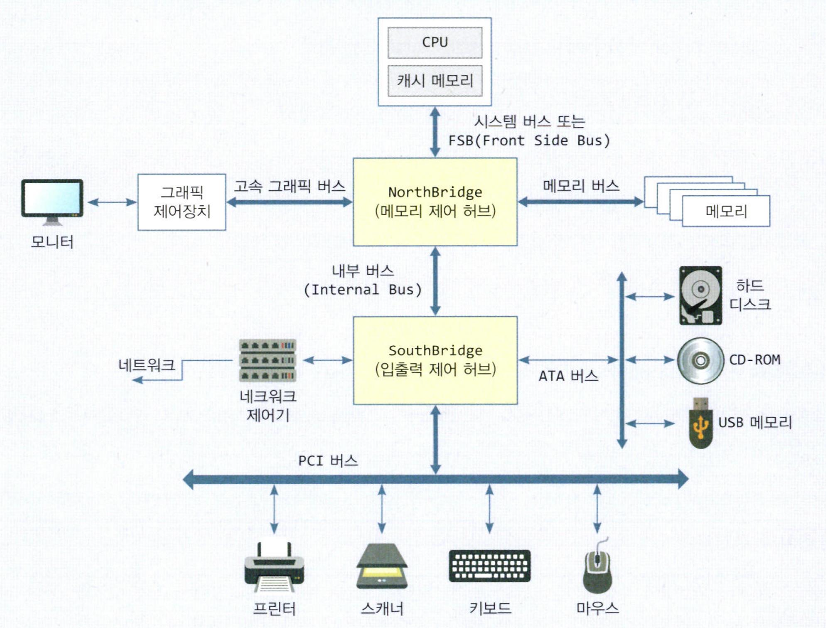 CPU
캐시 메모리
시스템 버스 또는
FSB(Front Side Bus)
그래픽
제어장치
고속 그래픽 버스
NorthBridge
(메모리 제어 허브)
메모리 버스
메모리
모니터
내부 버스
(Internal Bus)
하드
디스크
SouthBridge
(입출력 제어 허브)
ATA 버스
CD-ROM
네트워크
네크워크
제어기
USB 메모리
PCI 버스
프린터
스캐너
키보드
마우스